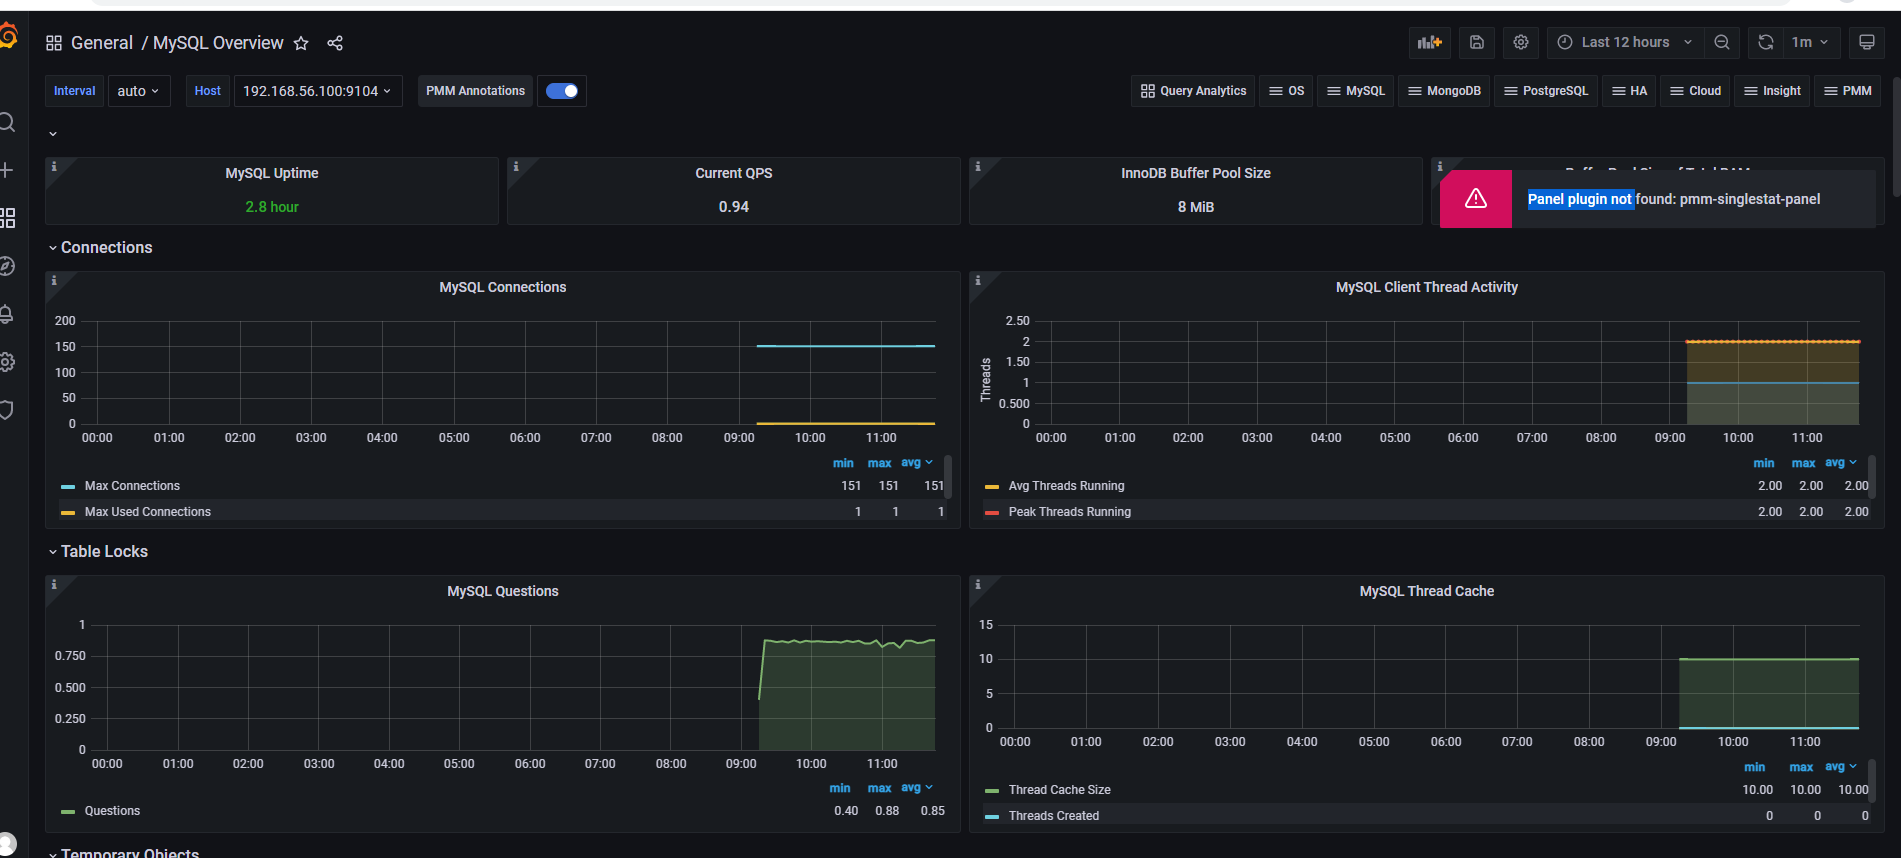 General / MySQL Overview
Last 12 hours
1m
Interval auto Host 192.168.56.100:9104 PMM Annotations
Query Analytics OS MySQL MongoDB PostgreSQL HA Cloud Insight PMM
MySQL Uptime
2.8 hour
Current QPS
0.94
InnoDB Buffer Pool Size
8 MiB
Buffer Pool Size of Total RAM
Panel plugin not found: pmm-singlestat-panel
Connections
MySQL Connections
200
150
100
50
0
00:00 01:00 02:00 03:00 04:00 05:00 06:00 07:00 08:00 09:00 10:00 11:00
min max avg
Max Connections 151 151 151
Max Used Connections 1 1 1
MySQL Client Thread Activity
Threads
2.50
2
1.50
1
0.500
0
00:00 01:00 02:00 03:00 04:00 05:00 06:00 07:00 08:00 09:00 10:00 11:00
min max avg
Avg Threads Running 2.00 2.00 2.00
Peak Threads Running 2.00 2.00 2.00
Table Locks
MySQL Questions
1
0.750
0.500
0.250
0
00:00 01:00 02:00 03:00 04:00 05:00 06:00 07:00 08:00 09:00 10:00 11:00
min max avg
Questions 0.40 0.88 0.85
MySQL Thread Cache
15
10
5
0
00:00 01:00 02:00 03:00 04:00 05:00 06:00 07:00 08:00 09:00 10:00 11:00
min max avg
Thread Cache Size 10.00 10.00 10.00
Threads Created 0 0 0
Temporary Objects